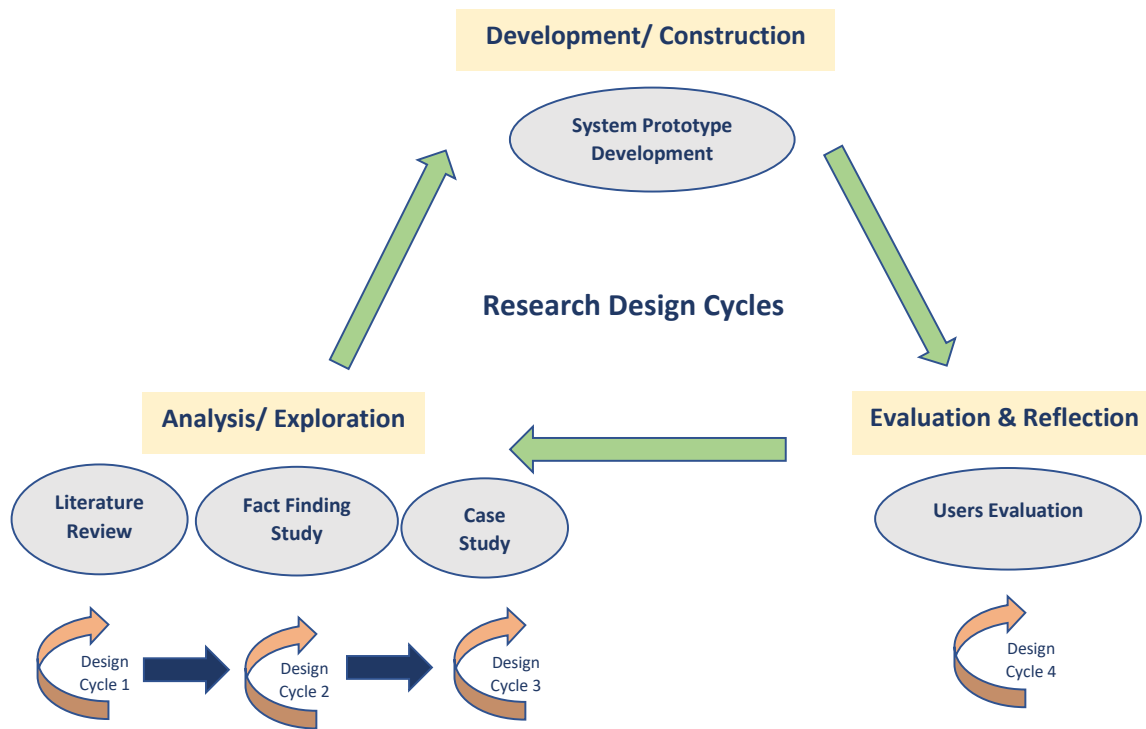 Development/ Construction
System Prototype
Development
Research Design Cycles
Analysis/ Exploration
Evaluation & Reflection
Literature
Review
Fact Finding
Study
Case
Study
Users Evaluation
Design
Cycle 1
Design
Cycle 2
Design
Cycle 3
Design
Cycle 4